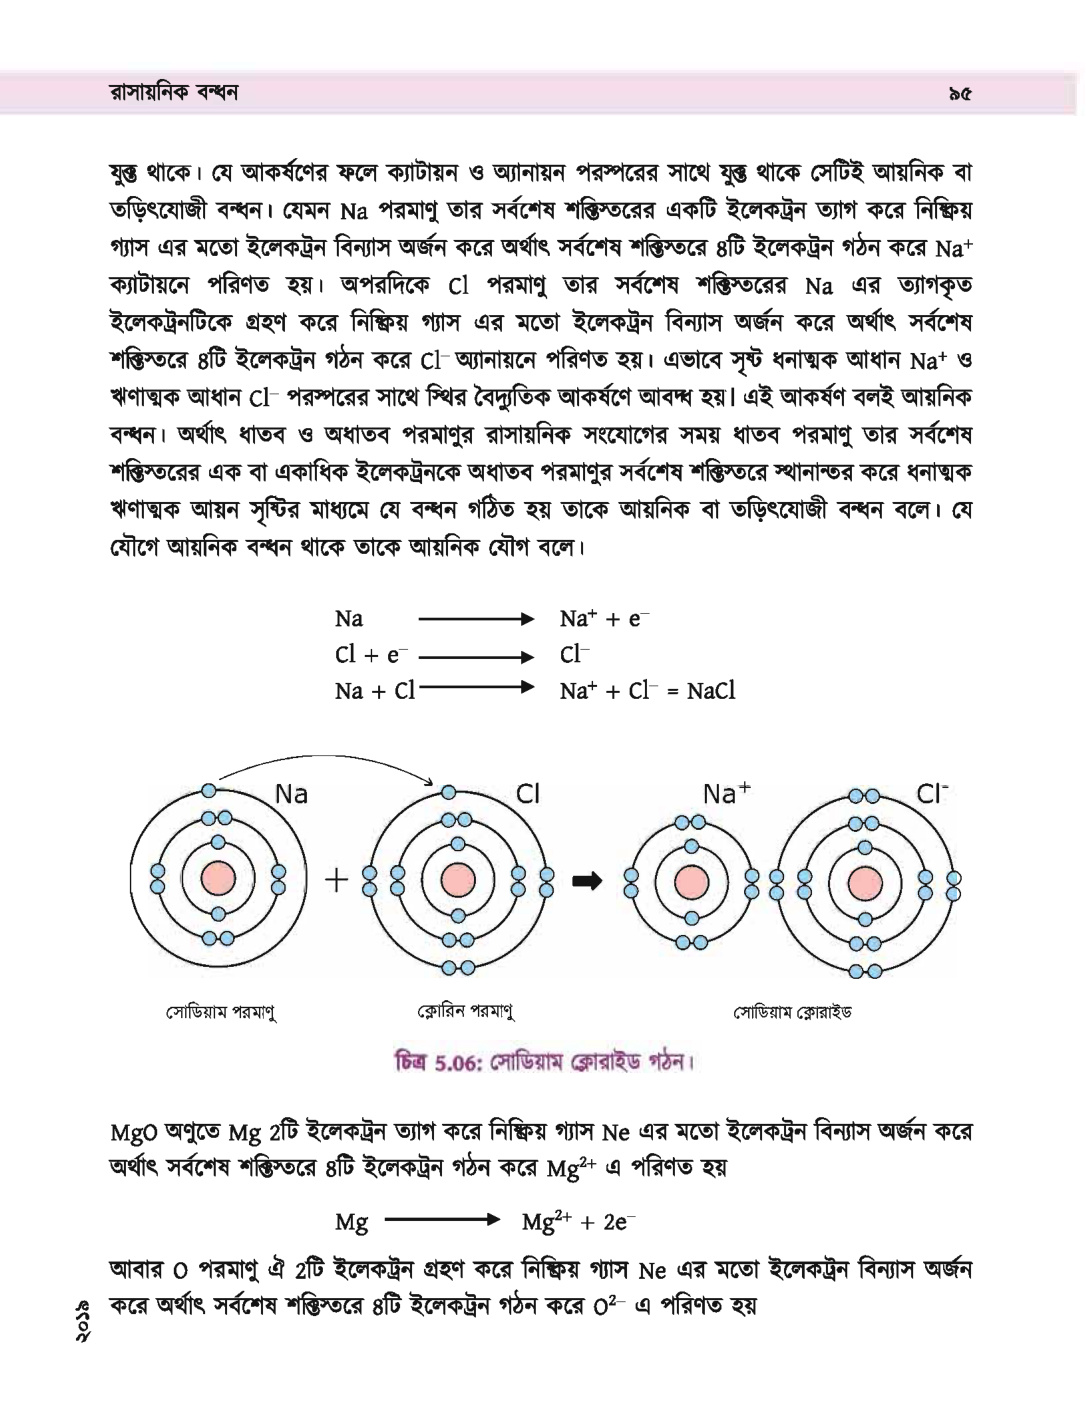 রাসায়নিক বন্ধন ৯৫
যুক্ত থাকে। যে আকর্ষণের ফলে ক্যাটায়ন ও অ্যানায়ন পরস্পরের সাথে যুক্ত থাকে সেটিই আয়নিক বা
তড়িৎযোজী বন্ধন। যেমন Na পরমাণু তার সর্বশেষ শক্তিস্তরের একটি ইলেকট্রন ত্যাগ করে নিষ্ক্রিয়
গ্যাস এর মতো ইলেকট্রন বিন্যাস অর্জন করে অর্থাৎ সর্বশেষ শক্তিস্তরে 8টি ইলেকট্রন গঠন করে Na⁺
ক্যাটায়নে পরিণত হয়। অপরদিকে Cl পরমাণু তার সর্বশেষ শক্তিস্তরের Na এর ত্যাগকৃত
ইলেকট্রনটিকে গ্রহণ করে নিষ্ক্রিয় গ্যাস এর মতো ইলেকট্রন বিন্যাস অর্জন করে অর্থাৎ সর্বশেষ
শক্তিস্তরে 8টি ইলেকট্রন গঠন করে Cl⁻ অ্যানায়নে পরিণত হয়। এভাবে সৃষ্ট ধনাত্মক আধান Na⁺ ও
ঋণাত্মক আধান Cl⁻ পরস্পরের সাথে স্থির বৈদ্যুতিক আকর্ষণে আবদ্ধ হয়। এই আকর্ষণ বলই আয়নিক
বন্ধন। অর্থাৎ ধাতব ও অধাতব পরমাণুর রাসায়নিক সংযোগের সময় ধাতব পরমাণু তার সর্বশেষ
শক্তিস্তরের এক বা একাধিক ইলেকট্রনকে অধাতব পরমাণুর সর্বশেষ শক্তিস্তরে স্থানান্তর করে ধনাত্মক
ঋণাত্মক আয়ন সৃষ্টির মাধ্যমে যে বন্ধন গঠিত হয় তাকে আয়নিক বা তড়িৎযোজী বন্ধন বলে। যে
যৌগে আয়নিক বন্ধন থাকে তাকে আয়নিক যৌগ বলে।
Na ⟶ Na⁺ + e⁻
Cl + e⁻ ⟶ Cl⁻
Na + Cl ⟶ Na⁺ + Cl⁻ = NaCl
Na + Cl ➡ Na⁺ Cl⁻
সোডিয়াম পরমাণু ক্লোরিন পরমাণু সোডিয়াম ক্লোরাইড
চিত্র 5.06: সোডিয়াম ক্লোরাইড গঠন।
MgO অণুতে Mg 2টি ইলেকট্রন ত্যাগ করে নিষ্ক্রিয় গ্যাস Ne এর মতো ইলেকট্রন বিন্যাস অর্জন করে
অর্থাৎ সর্বশেষ শক্তিস্তরে 8টি ইলেকট্রন গঠন করে Mg²⁺ এ পরিণত হয়
Mg ⟶ Mg²⁺ + 2e⁻
আবার O পরমাণু ঐ 2টি ইলেকট্রন গ্রহণ করে নিষ্ক্রিয় গ্যাস Ne এর মতো ইলেকট্রন বিন্যাস অর্জন
করে অর্থাৎ সর্বশেষ শক্তিস্তরে 8টি ইলেকট্রন গঠন করে O²⁻ এ পরিণত হয়
২০১৯